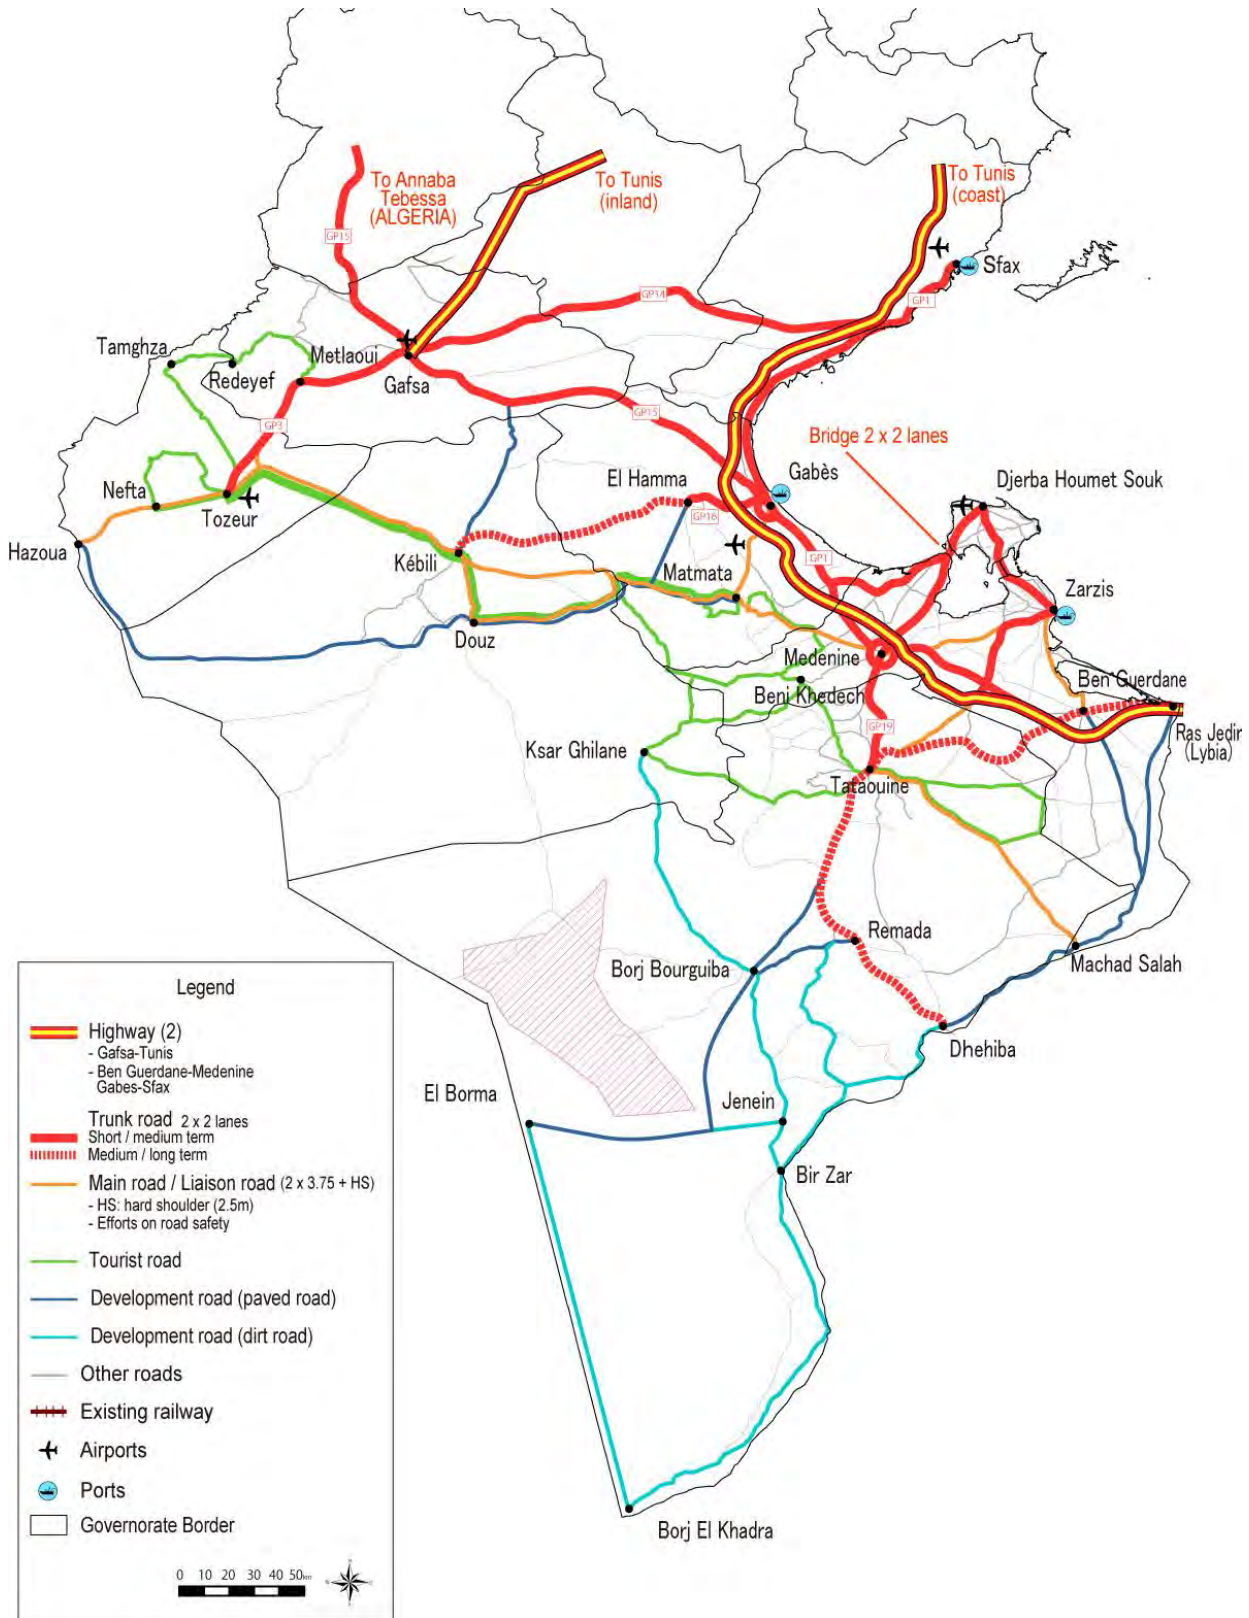 To Annaba
Tebessa
(ALGERIA)
To Tunis
(inland)
To Tunis
(coast)
GP15
Sfax
GP14
GP1
Tamghza
Metlaoui
Redeyef
Gafsa
GP3
GP15
Bridge 2 x 2 lanes
El Hamma
Gabès
Djerba Houmet Souk
Nefta
Tozeur
GP16
Hazoua
Kébili
GP1
Matmata
Zarzis
Douz
Medenine
Ben Guerdane
Beni Khedech
GP19
Ras Jedir
(Lybia)
Ksar Ghilane
Tataouine
Remada
Borj Bourguiba
Machad Salah
Dhehiba
El Borma
Jenein
Bir Zar
Borj El Khadra
Legend
Highway (2)
- Gafsa-Tunis
- Ben Guerdane-Medenine
Gabes-Sfax
Trunk road 2 x 2 lanes
Short / medium term
Medium / long term
Main road / Liaison road (2 x 3.75 + HS)
- HS: hard shoulder (2.5m)
- Efforts on road safety
Tourist road
Development road (paved road)
Development road (dirt road)
Other roads
Existing railway
Airports
Ports
Governorate Border
0 10 20 30 40 50km